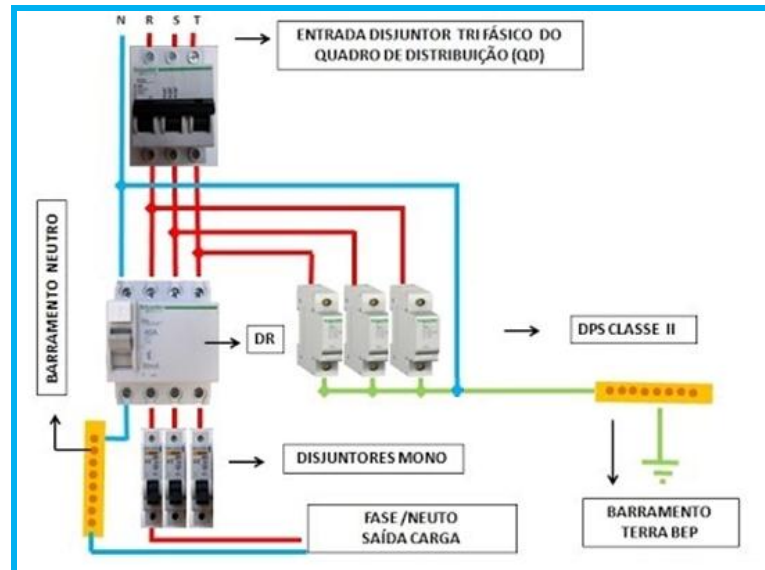 N R S T
ENTRADA DISJUNTOR TRI FÁSICO DO
QUADRO DE DISTRIBUIÇÃO (QD)
BARRAMENTO NEUTRO
DR
DPS CLASSE II
DISJUNTORES MONO
FASE /NEUTO
SAÍDA CARGA
BARRAMENTO
TERRA BEP